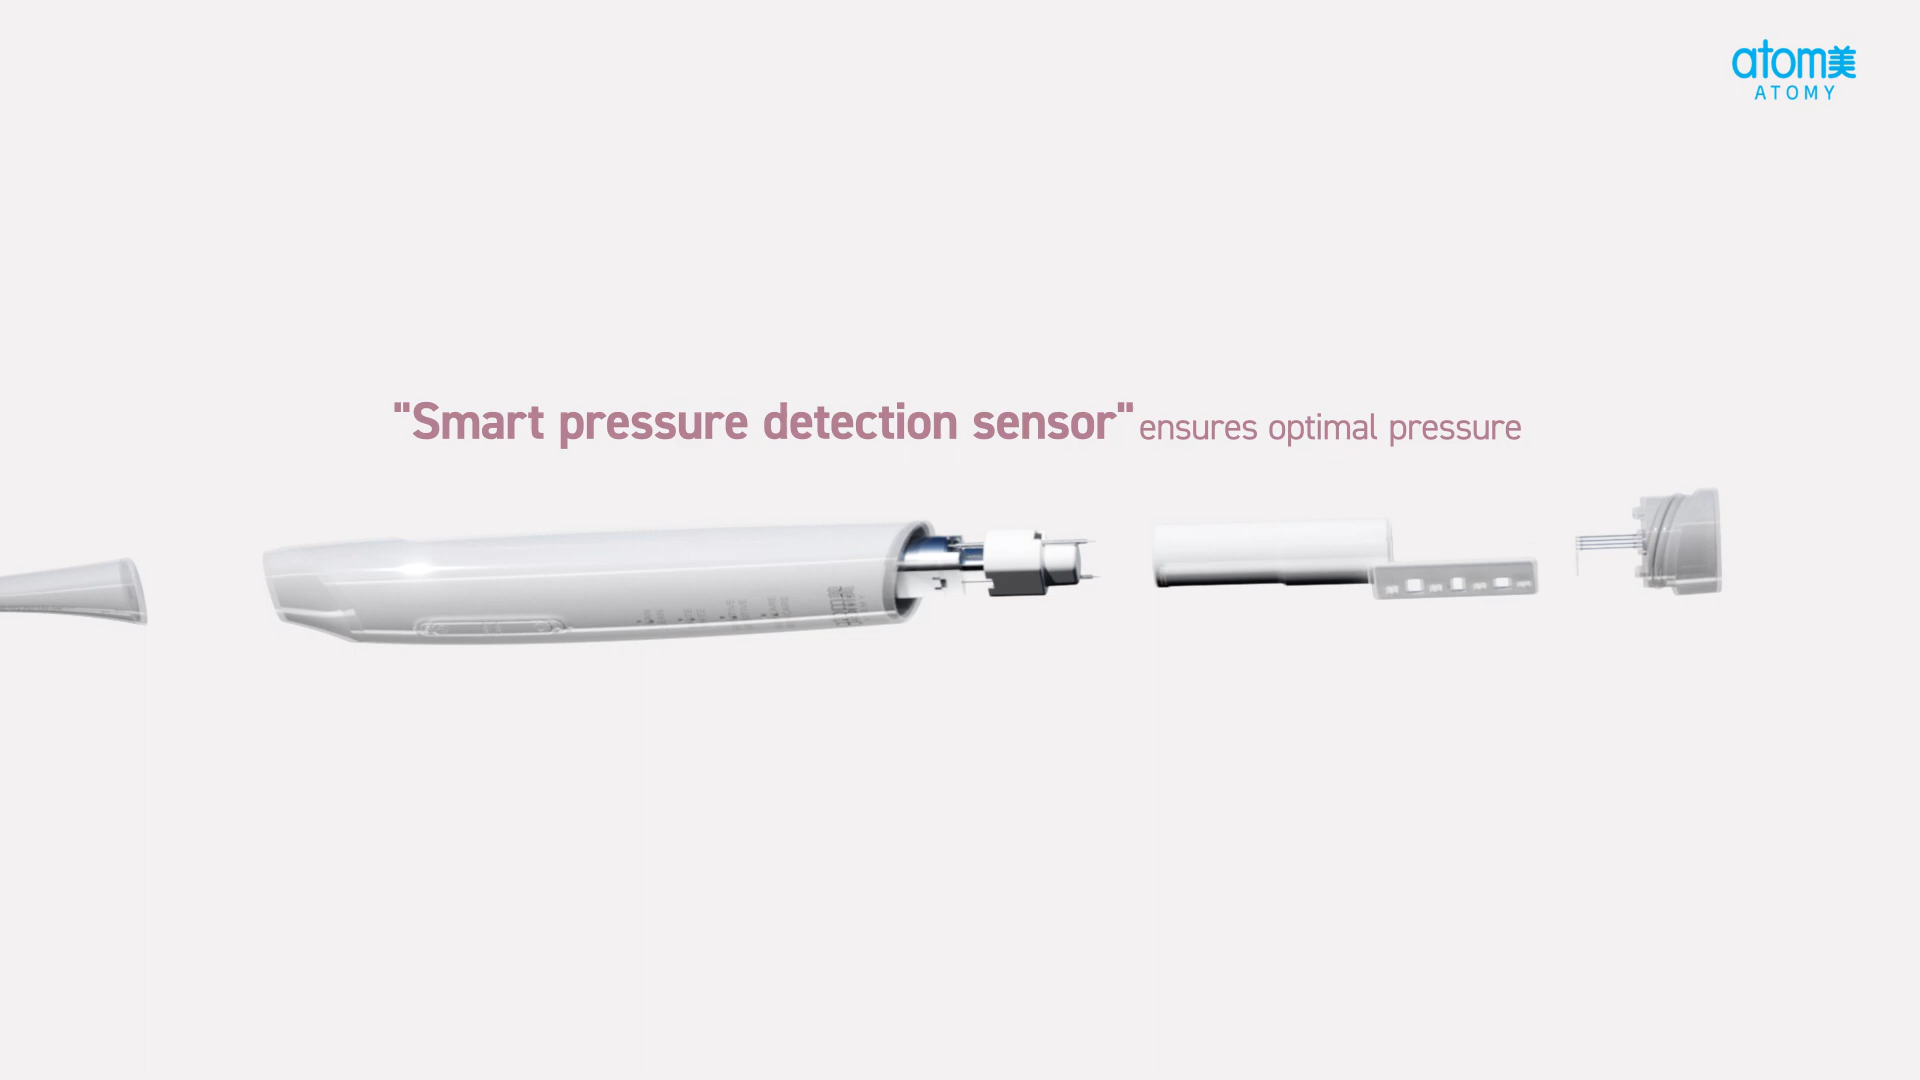 atom美
ATOMY
"Smart pressure detection sensor" ensures optimal pressure